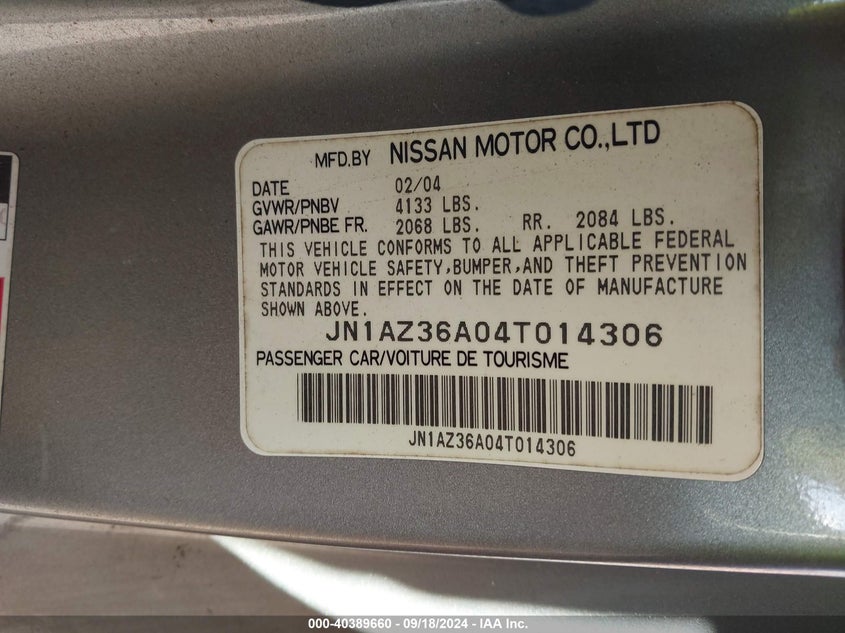 MFD.BY NISSAN MOTOR CO.,LTD
DATE 02/04
GVWR/PNBV 4133 LBS.
GAWR/PNBE FR. 2068 LBS. RR. 2084 LBS.
THIS VEHICLE CONFORMS TO ALL APPLICABLE FEDERAL
MOTOR VEHICLE SAFETY,BUMPER,AND THEFT PREVENTION
STANDARDS IN EFFECT ON THE DATE OF MANUFACTURE
SHOWN ABOVE.
JN1AZ36A04T014306
PASSENGER CAR/VOITURE DE TOURISME
JN1AZ36A04T014306
000-40389660 - 09/18/2024 - IAA Inc.